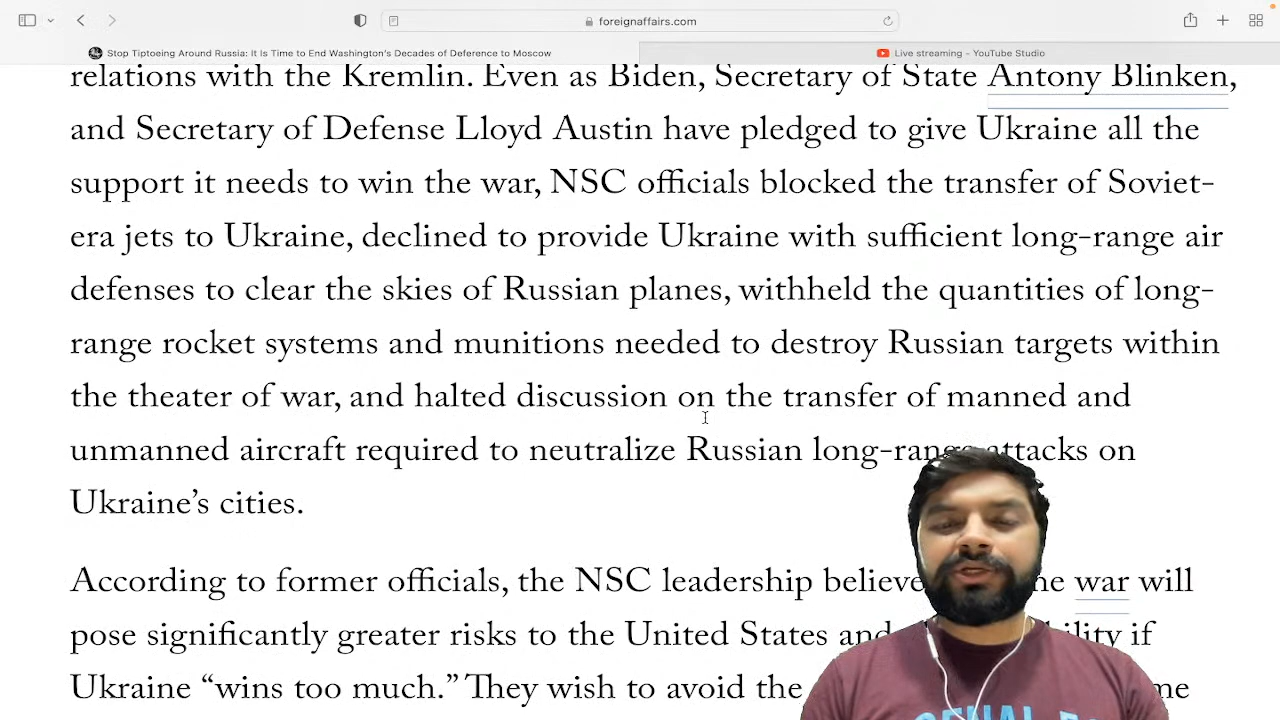 foreignaffairs.com
Stop Tiptoeing Around Russia: It Is Time to End Washington's Decades of Deference to Moscow
Live streaming - YouTube Studio
relations with the Kremlin. Even as Biden, Secretary of State Antony Blinken,
and Secretary of Defense Lloyd Austin have pledged to give Ukraine all the
support it needs to win the war, NSC officials blocked the transfer of Soviet-
era jets to Ukraine, declined to provide Ukraine with sufficient long-range air
defenses to clear the skies of Russian planes, withheld the quantities of long-
range rocket systems and munitions needed to destroy Russian targets within
the theater of war, and halted discussion on the transfer of manned and
unmanned aircraft required to neutralize Russian long-range attacks on
Ukraine's cities.
According to former officials, the NSC leadership believe war will
pose significantly greater risks to the United States and if
Ukraine “wins too much.” They wish to avoid the